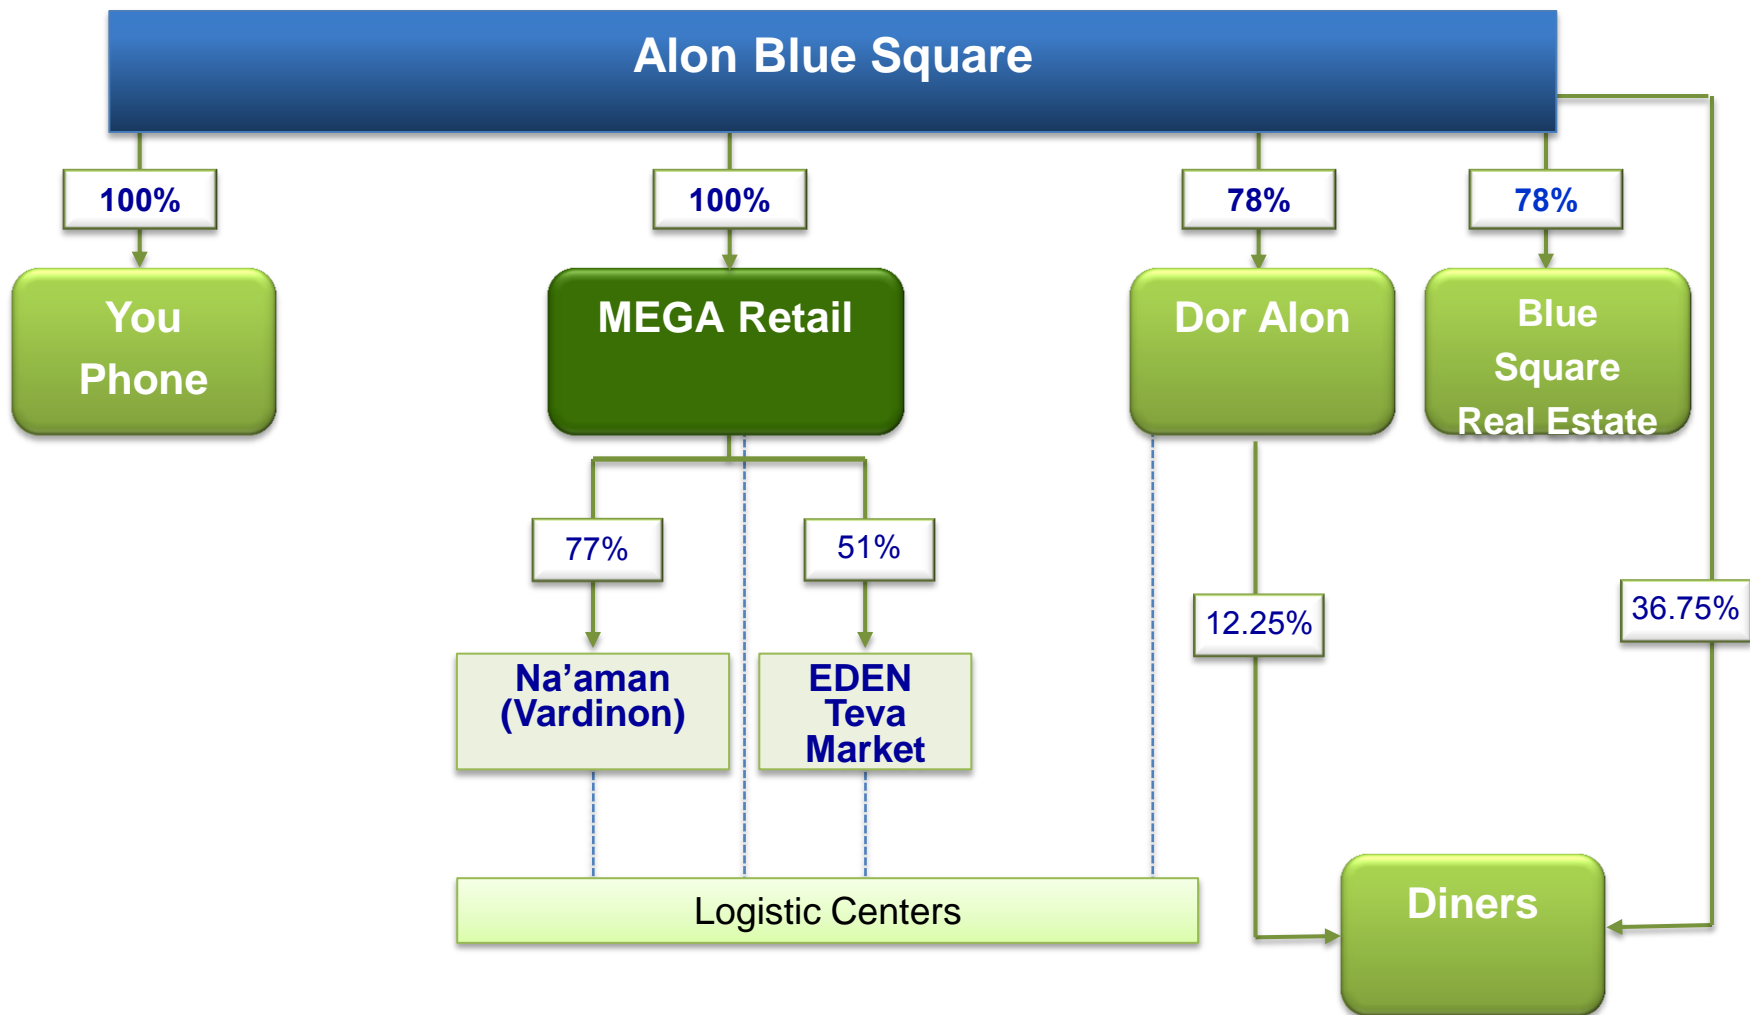 Alon Blue Square
100%
100%
78%
78%
You
Phone
MEGA Retail
Dor Alon
Blue
Square
Real Estate
77%
51%
12.25%
36.75%
Na’aman
(Vardinon)
EDEN
Teva
Market
Logistic Centers
Diners